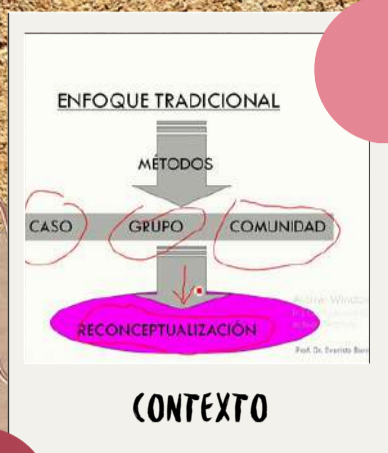 ENFOQUE TRADICIONAL
MÉTODOS
CASO GRUPO COMUNIDAD
RECONCEPTUALIZACIÓN
Prof. Dr. Evaristo
CONTEXTO